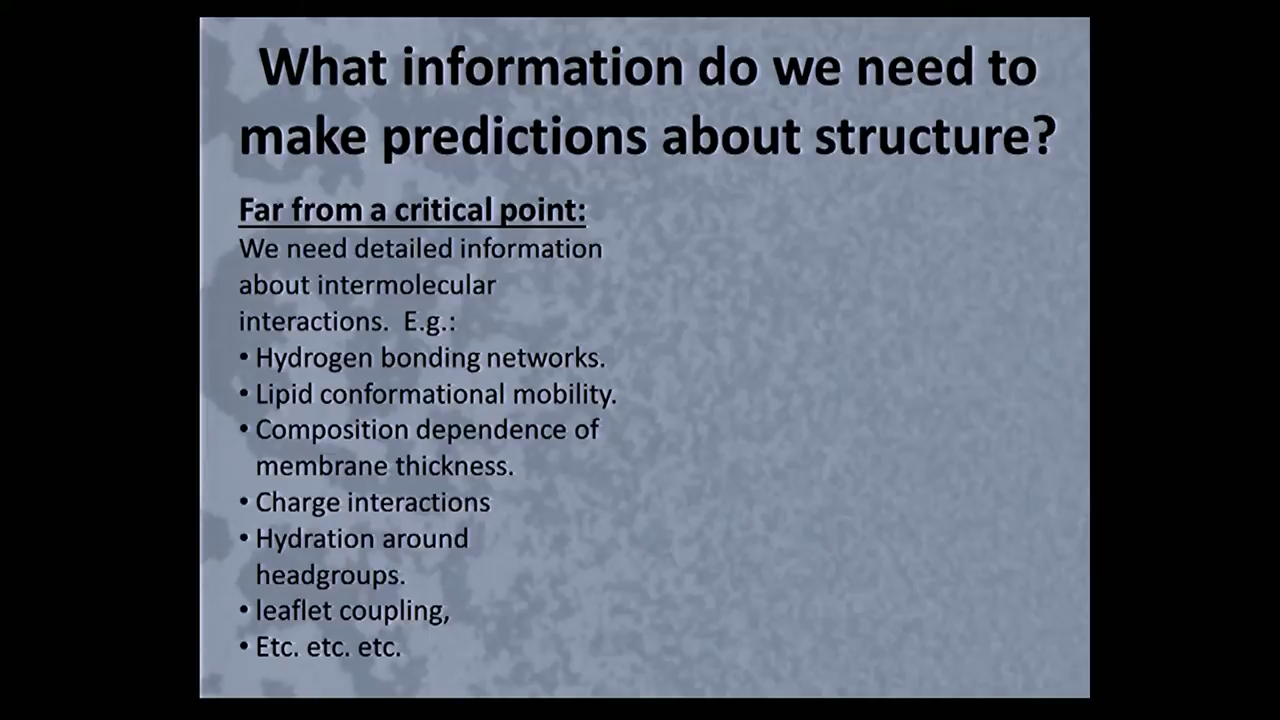 What information do we need to
make predictions about structure?
Far from a critical point:
We need detailed information
about intermolecular
interactions.  E.g.:
• Hydrogen bonding networks.
• Lipid conformational mobility.
• Composition dependence of
membrane thickness.
• Charge interactions
• Hydration around
headgroups.
• leaflet coupling,
• Etc. etc. etc.